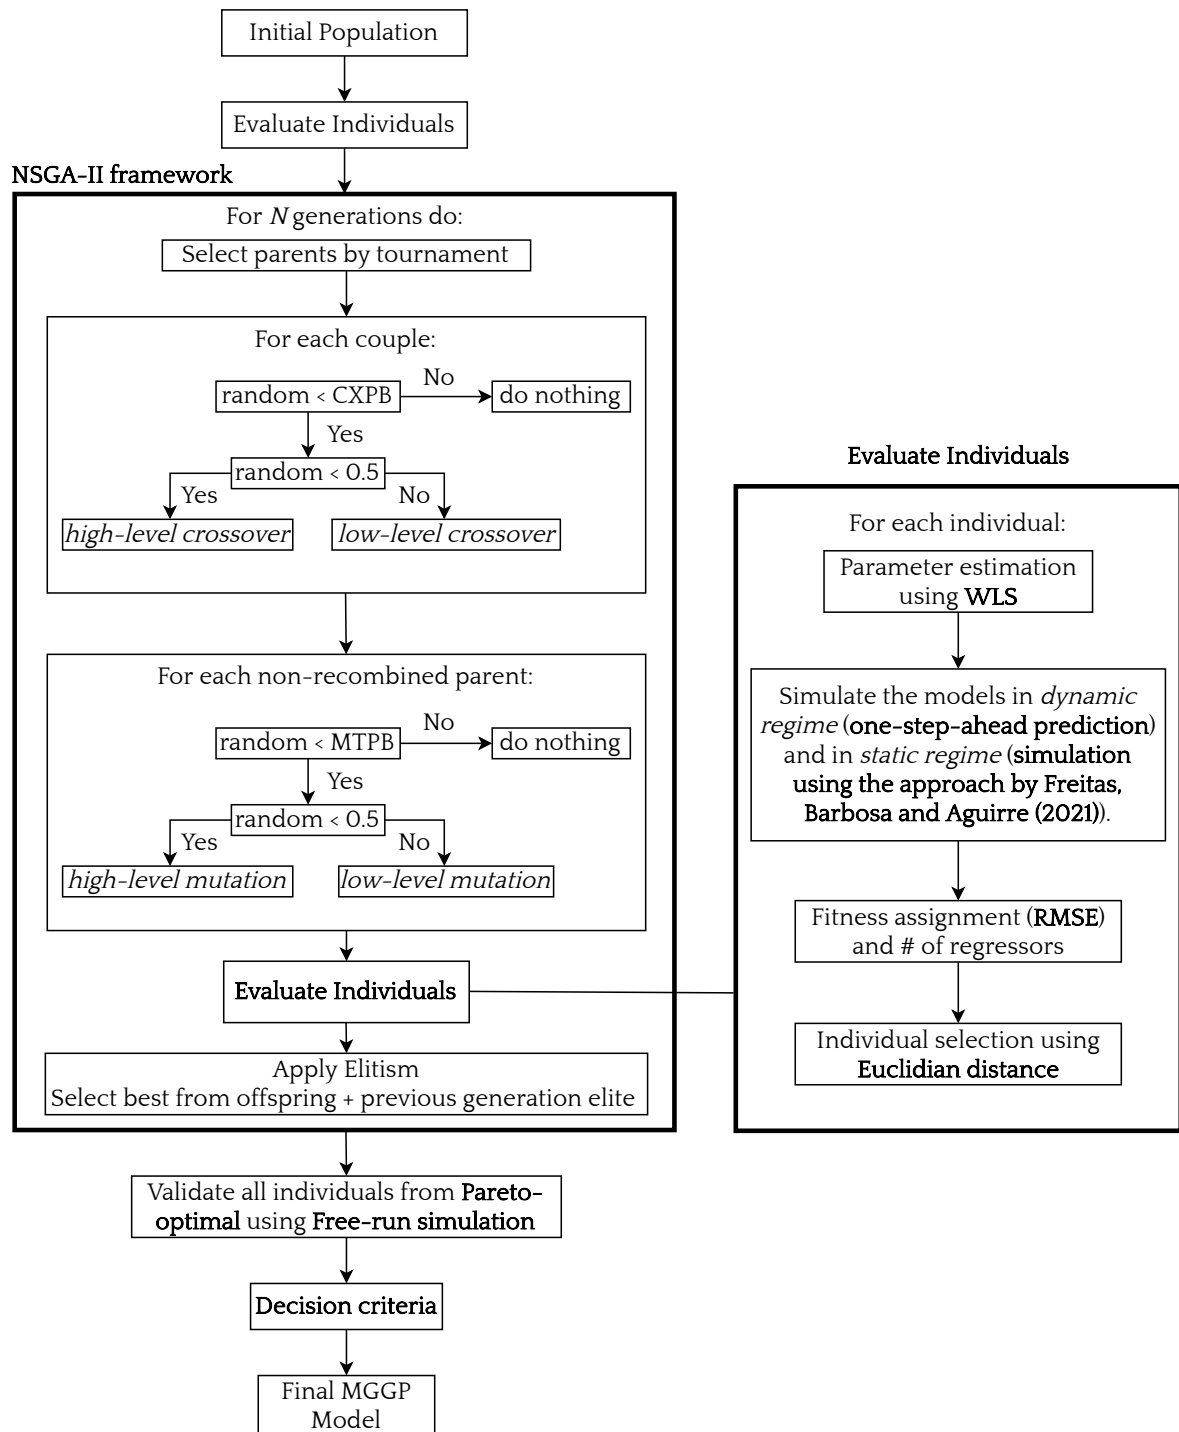 Initial Population
Evaluate Individuals
NSGA-II framework
For N generations do:
Select parents by tournament
For each couple:
random < CXPB
No
do nothing
Yes
random < 0.5
Yes
No
high-level crossover
low-level crossover
For each non-recombined parent:
random < MTPB
No
do nothing
Yes
random < 0.5
Yes
No
high-level mutation
low-level mutation
Evaluate Individuals
Apply Elitism
Select best from offspring + previous generation elite
Validate all individuals from Pareto-
optimal using Free-run simulation
Decision criteria
Final MGGP
Model
Evaluate Individuals
For each individual:
Parameter estimation
using WLS
Simulate the models in dynamic
regime (one-step-ahead prediction)
and in static regime (simulation
using the approach by Freitas,
Barbosa and Aguirre (2021)).
Fitness assignment (RMSE)
and # of regressors
Individual selection using
Euclidian distance